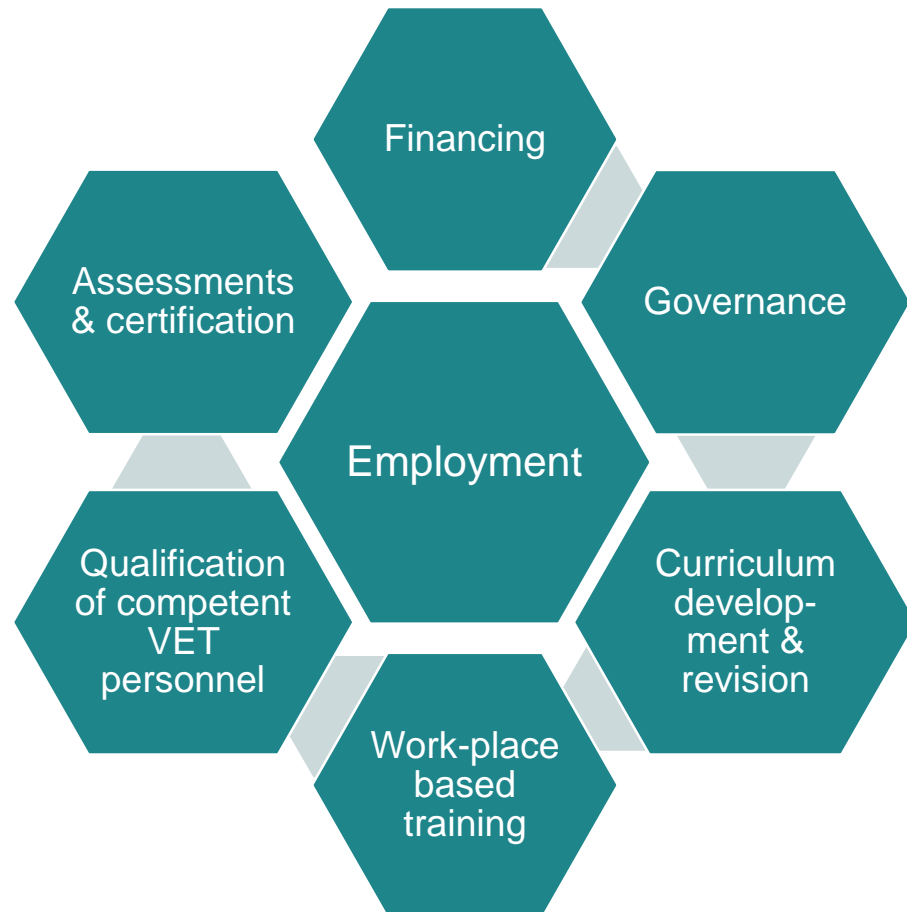 Financing
Governance
Assessments
& certification
Employment
Curriculum
develop-
ment &
revision
Qualification
of competent
VET
personnel
Work-place
based
training